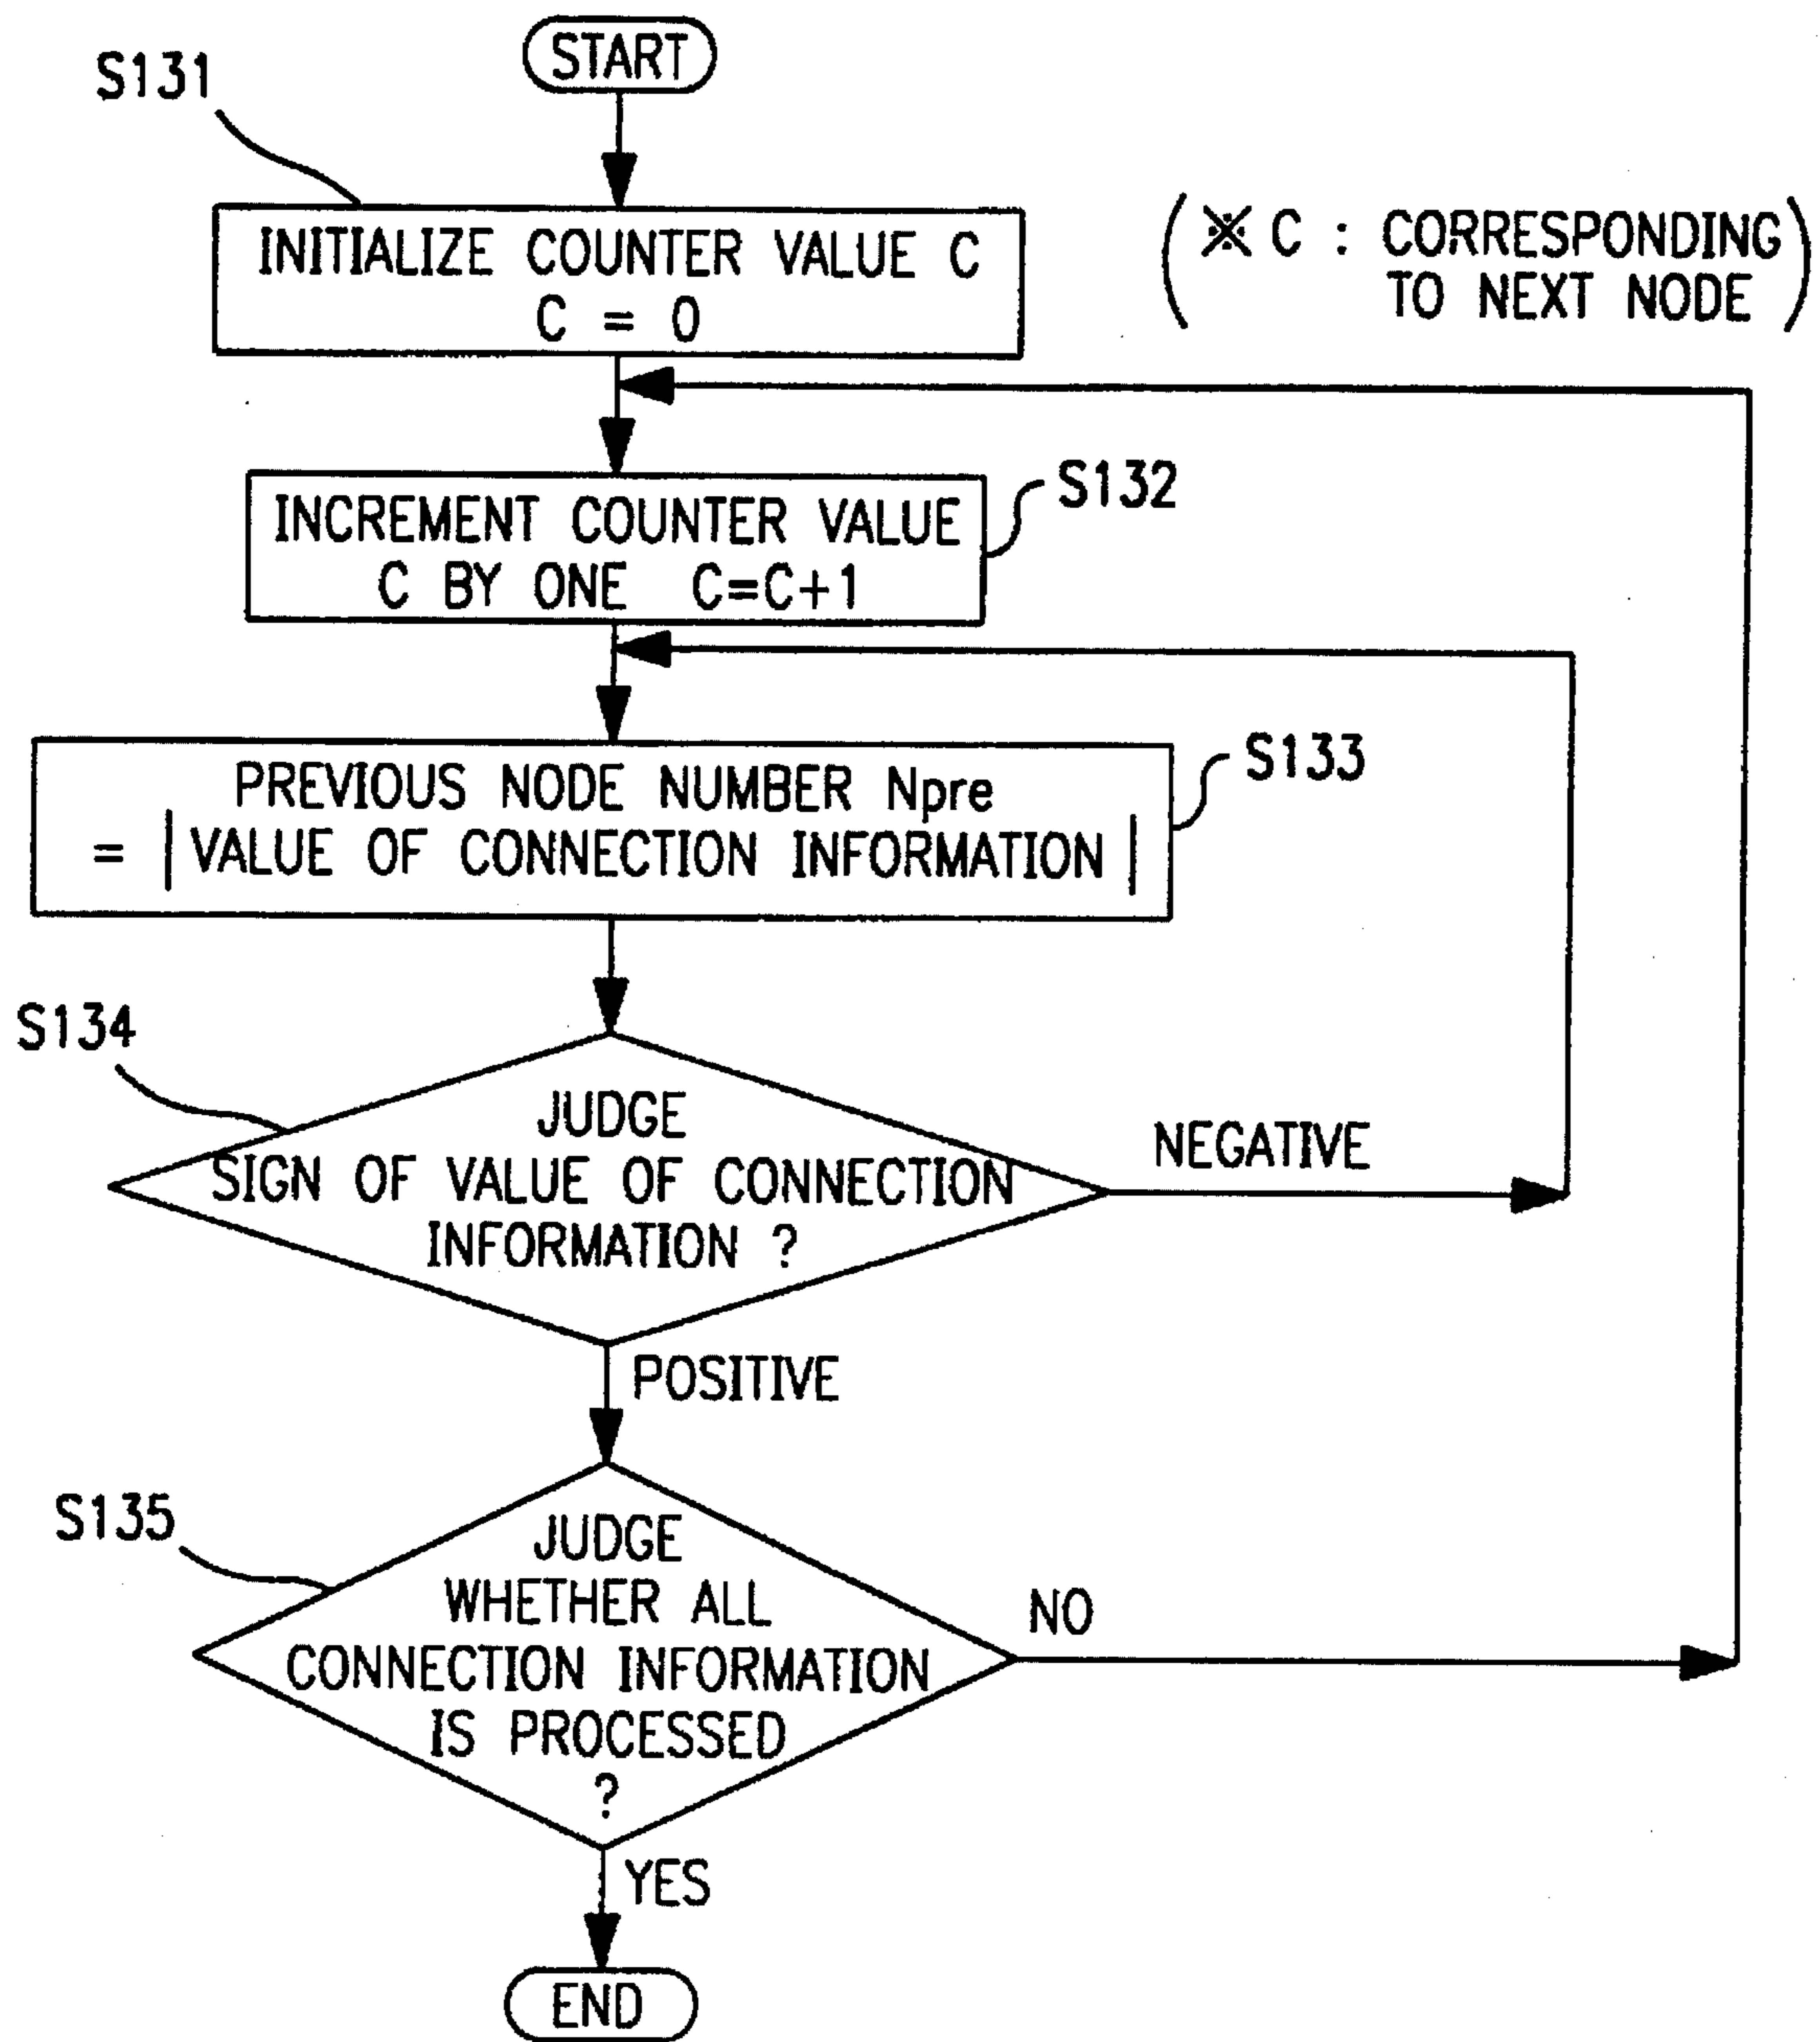 START
S131
INITIALIZE COUNTER VALUE C
C = 0
(※ C : CORRESPONDING
TO NEXT NODE)
INCREMENT COUNTER VALUE
C BY ONE C=C+1
S132
PREVIOUS NODE NUMBER Npre
= | VALUE OF CONNECTION INFORMATION |
S133
S134
JUDGE
SIGN OF VALUE OF CONNECTION
INFORMATION ?
NEGATIVE
POSITIVE
S135
JUDGE
WHETHER ALL
CONNECTION INFORMATION
IS PROCESSED
?
NO
YES
END